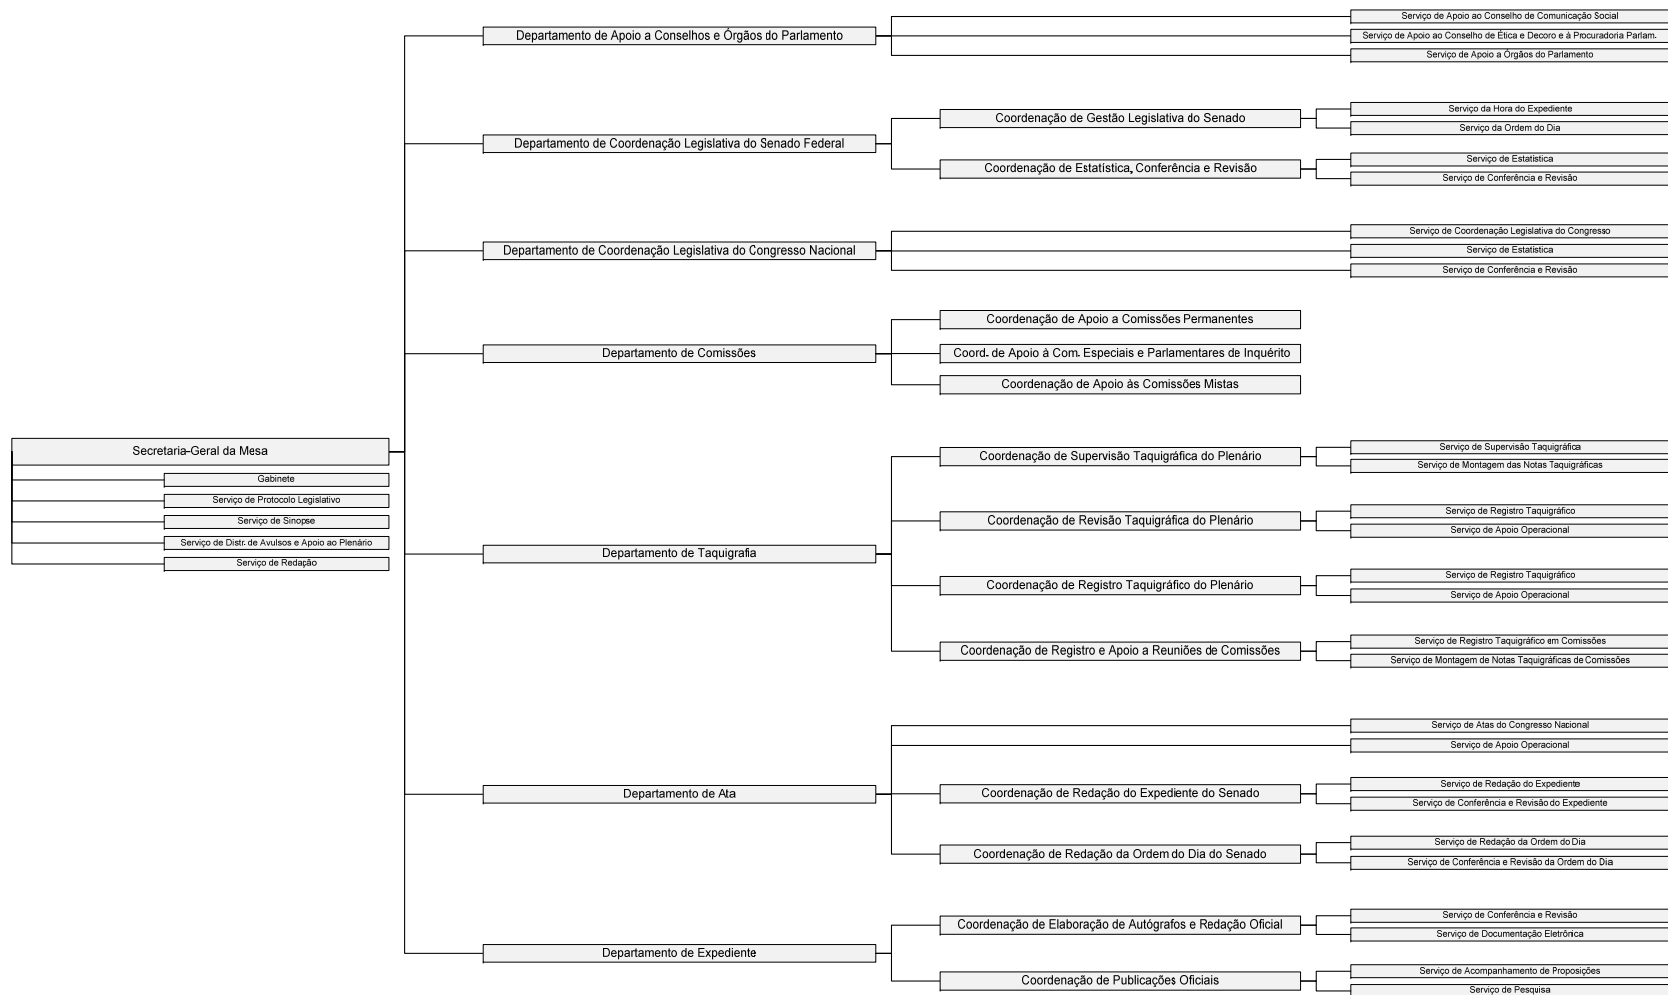 Secretaria-Geral da Mesa
Gabinete
Serviço de Protocolo Legislativo
Serviço de Sinopse
Serviço de Distr. de Avulsos e Apoio ao Plenário
Serviço de Redação
Departamento de Apoio a Conselhos e Órgãos do Parlamento
Serviço de Apoio ao Conselho de Comunicação Social
Serviço de Apoio ao Conselho de Ética e Decoro e à Procuradoria Parlam.
Serviço de Apoio a Órgãos do Parlamento
Departamento de Coordenação Legislativa do Senado Federal
Coordenação de Gestão Legislativa do Senado
Serviço da Hora do Expediente
Serviço da Ordem do Dia
Coordenação de Estatística, Conferência e Revisão
Serviço de Estatística
Serviço de Conferência e Revisão
Departamento de Coordenação Legislativa do Congresso Nacional
Serviço de Coordenação Legislativa do Congresso
Serviço de Estatística
Serviço de Conferência e Revisão
Departamento de Comissões
Coordenação de Apoio a Comissões Permanentes
Coord. de Apoio à Com. Especiais e Parlamentares de Inquérito
Coordenação de Apoio às Comissões Mistas
Departamento de Taquigrafia
Coordenação de Supervisão Taquigráfica do Plenário
Serviço de Supervisão Taquigráfica
Serviço de Montagem das Notas Taquigráficas
Coordenação de Revisão Taquigráfica do Plenário
Serviço de Registro Taquigráfico
Serviço de Apoio Operacional
Coordenação de Registro Taquigráfico do Plenário
Serviço de Registro Taquigráfico
Serviço de Apoio Operacional
Coordenação de Registro e Apoio a Reuniões de Comissões
Serviço de Registro Taquigráfico em Comissões
Serviço de Montagem de Notas Taquigráficas de Comissões
Departamento de Ata
Serviço de Atas do Congresso Nacional
Serviço de Apoio Operacional
Coordenação de Redação do Expediente do Senado
Serviço de Redação do Expediente
Serviço de Conferência e Revisão do Expediente
Coordenação de Redação da Ordem do Dia do Senado
Serviço de Redação da Ordem do Dia
Serviço de Conferência e Revisão da Ordem do Dia
Departamento de Expediente
Coordenação de Elaboração de Autógrafos e Redação Oficial
Serviço de Conferência e Revisão
Serviço de Documentação Eletrônica
Coordenação de Publicações Oficiais
Serviço de Acompanhamento de Proposições
Serviço de Pesquisa